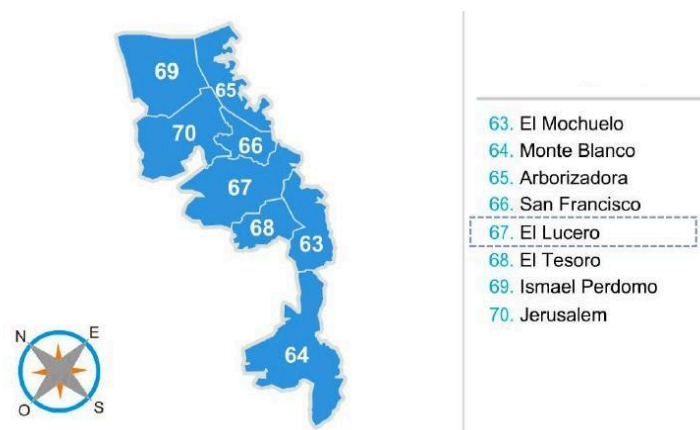 69
65
70
66
67
68
63
64
N
E
O
S
63. El Mochuelo
64. Monte Blanco
65. Arborizadora
66. San Francisco
67. El Lucero
68. El Tesoro
69. Ismael Perdomo
70. Jerusalem